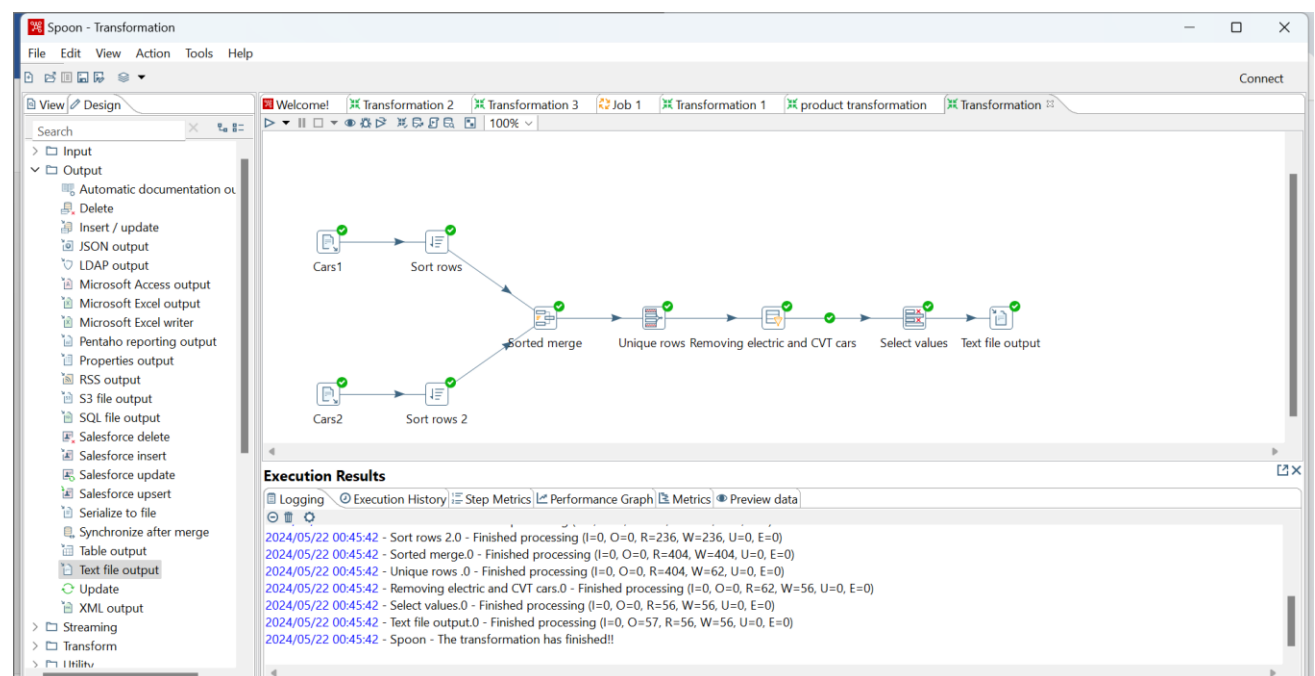 Spoon - Transformation
File Edit View Action Tools Help
Connect
View Design
Welcome! Transformation 2 Transformation 3 Job 1 Transformation 1 product transformation Transformation
Search
100%
Input
Output
Automatic documentation ou
Delete
Insert / update
JSON output
LDAP output
Microsoft Access output
Microsoft Excel output
Microsoft Excel writer
Pentaho reporting output
Properties output
RSS output
S3 file output
SQL file output
Salesforce delete
Salesforce insert
Salesforce update
Salesforce upsert
Serialize to file
Synchronize after merge
Table output
Text file output
Update
XML output
Streaming
Transform
Utility
Cars1 Sort rows
Sorted merge Unique rows Removing electric and CVT cars Select values Text file output
Cars2 Sort rows 2
Execution Results
Logging Execution History Step Metrics Performance Graph Metrics Preview data
2024/05/22 00:45:42 - Sort rows 2.0 - Finished processing (I=0, O=0, R=236, W=236, U=0, E=0)
2024/05/22 00:45:42 - Sorted merge.0 - Finished processing (I=0, O=0, R=404, W=404, U=0, E=0)
2024/05/22 00:45:42 - Unique rows .0 - Finished processing (I=0, O=0, R=404, W=62, U=0, E=0)
2024/05/22 00:45:42 - Removing electric and CVT cars.0 - Finished processing (I=0, O=0, R=62, W=56, U=0, E=0)
2024/05/22 00:45:42 - Select values.0 - Finished processing (I=0, O=0, R=56, W=56, U=0, E=0)
2024/05/22 00:45:42 - Text file output.0 - Finished processing (I=0, O=57, R=56, W=56, U=0, E=0)
2024/05/22 00:45:42 - Spoon - The transformation has finished!!